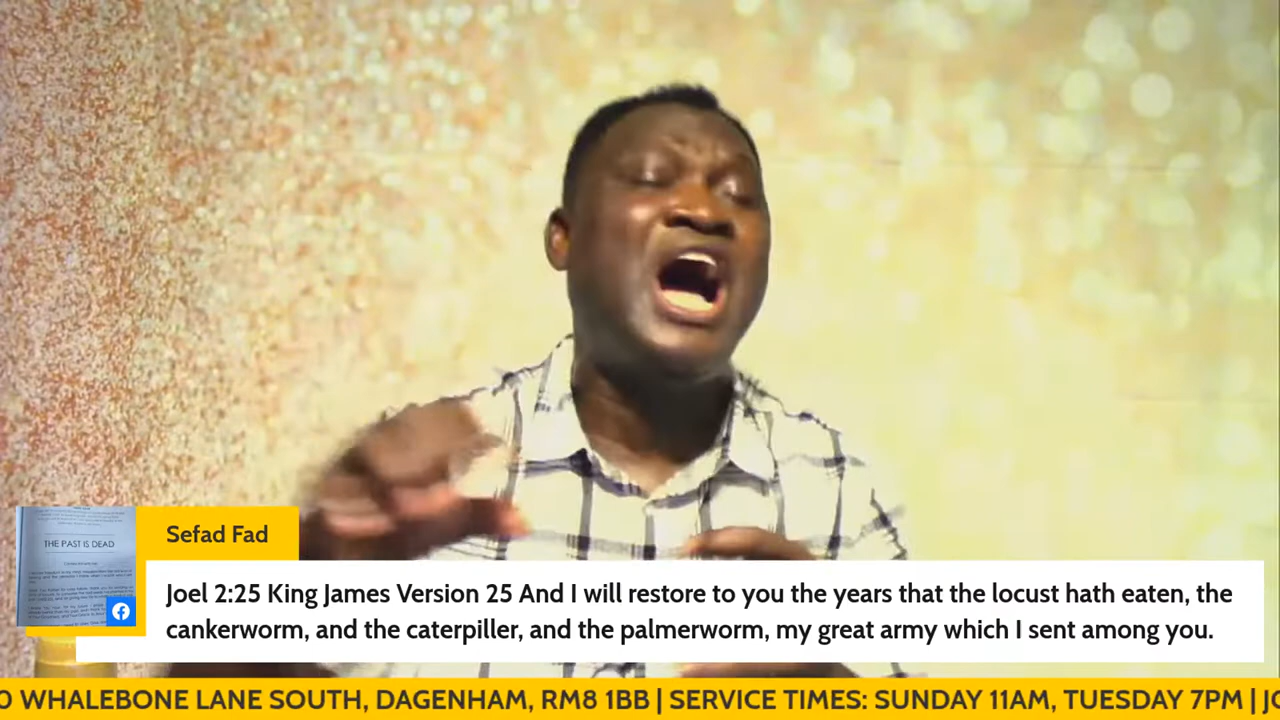 THE PAST IS DEAD
Sefad Fad
Joel 2:25 King James Version 25 And I will restore to you the years that the locust hath eaten, the
cankerworm, and the caterpiller, and the palmerworm, my great army which I sent among you.
WHALEBONE LANE SOUTH, DAGENHAM, RM8 1BB | SERVICE TIMES: SUNDAY 11AM, TUESDAY 7PM |